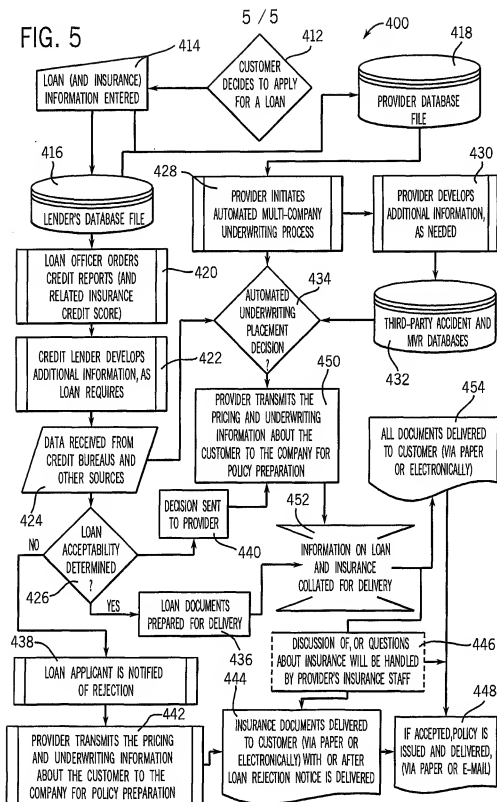 5 / 5
FIG. 5
400
414
412
418
CUSTOMER
DECIDES TO APPLY
FOR A LOAN
LOAN (AND INSURANCE)
INFORMATION ENTERED
PROVIDER DATABASE
FILE
416
LENDER'S DATABASE FILE
428
PROVIDER INITIATES
AUTOMATED MULTI-COMPANY
UNDERWRITING PROCESS
430
PROVIDER DEVELOPS
ADDITIONAL INFORMATION,
AS NEEDED
LOAN OFFICER ORDERS
CREDIT REPORTS (AND
RELATED INSURANCE
CREDIT SCORE)
420
434
AUTOMATED
UNDERWRITING
PLACEMENT
DECISION
?
THIRD-PARTY ACCIDENT AND
MVR DATABASES
432
CREDIT LENDER DEVELOPS
ADDITIONAL INFORMATION, AS
LOAN REQUIRES
422
450
PROVIDER TRANSMITS THE
PRICING AND UNDERWRITING
INFORMATION ABOUT THE
CUSTOMER TO THE COMPANY
FOR POLICY PREPARATION
454
ALL DOCUMENTS DELIVERED
TO CUSTOMER (VIA PAPER
OR ELECTRONICALLY)
DATA RECEIVED FROM
CREDIT BUREAUS AND
OTHER SOURCES
424
DECISION SENT
TO PROVIDER
440
452
INFORMATION ON LOAN
AND INSURANCE
COLLATED FOR DELIVERY
NO
LOAN
ACCEPTABILITY
DETERMINED
?
426
YES
LOAN DOCUMENTS
PREPARED FOR DELIVERY
436
438
LOAN APPLICANT IS NOTIFIED
OF REJECTION
DISCUSSION OF, OR QUESTIONS
ABOUT INSURANCE WILL BE HANDLED
BY PROVIDER'S INSURANCE STAFF
446
442
PROVIDER TRANSMITS THE PRICING
AND UNDERWRITING INFORMATION
ABOUT THE CUSTOMER TO THE
COMPANY FOR POLICY PREPARATION
444
INSURANCE DOCUMENTS DELIVERED
TO CUSTOMER (VIA PAPER OR
ELECTRONICALLY) WITH OR AFTER
LOAN REJECTION NOTICE IS DELIVERED
448
IF ACCEPTED, POLICY IS
ISSUED AND DELIVERED,
(VIA PAPER OR E-MAIL)